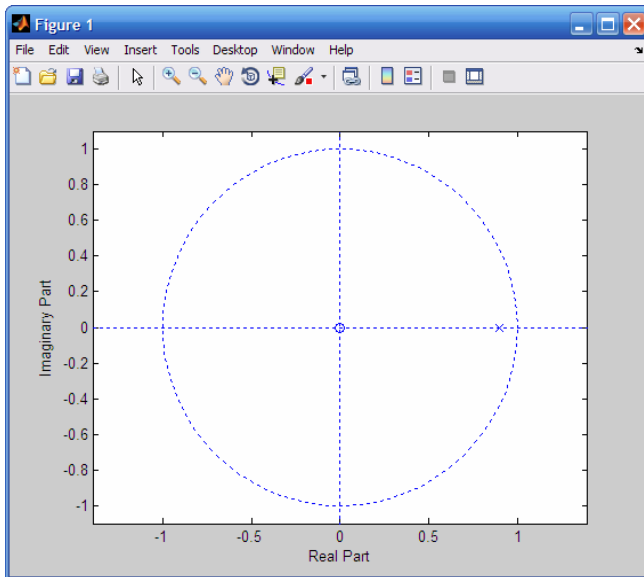 Figure 1
File Edit View Insert Tools Desktop Window Help
1
0.8
0.6
0.4
0.2
0
-0.2
-0.4
-0.6
-0.8
-1
Imaginary Part
-1 -0.5 0 0.5 1
Real Part